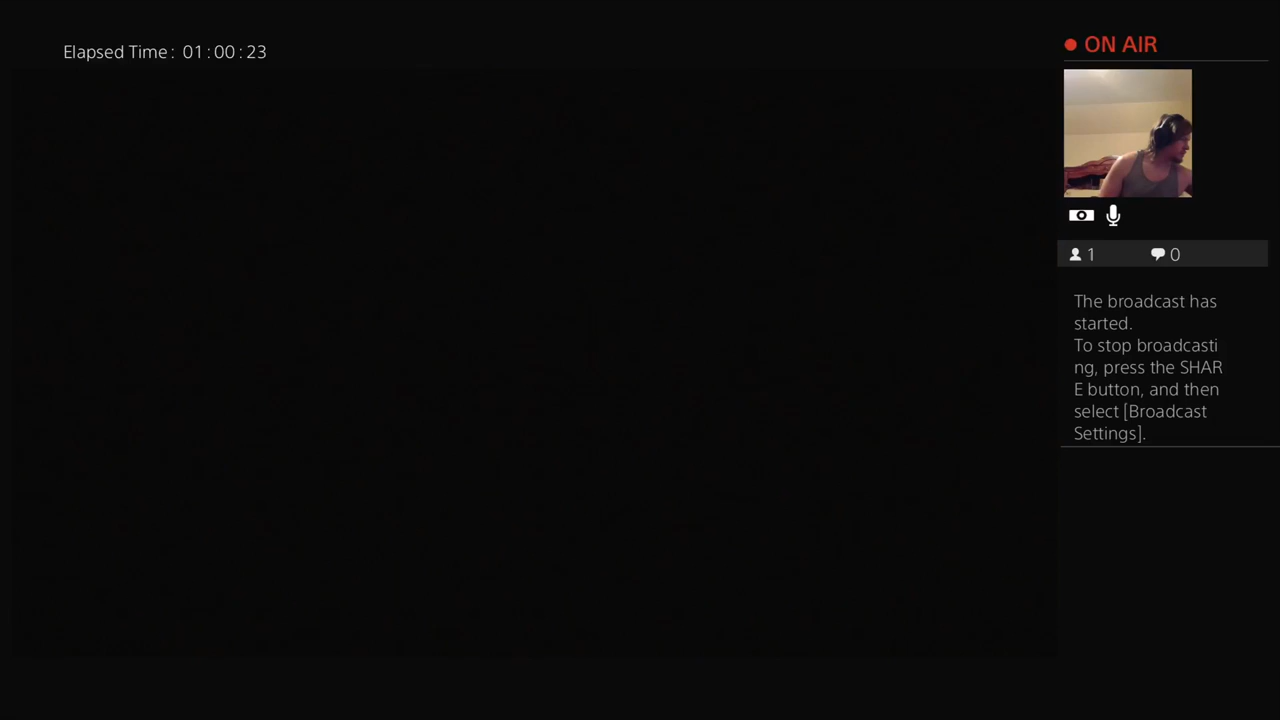 Elapsed Time: 01:00:23
ON AIR
1 0
The broadcast has
started.
To stop broadcasti
ng, press the SHAR
E button, and then
select [Broadcast
Settings].